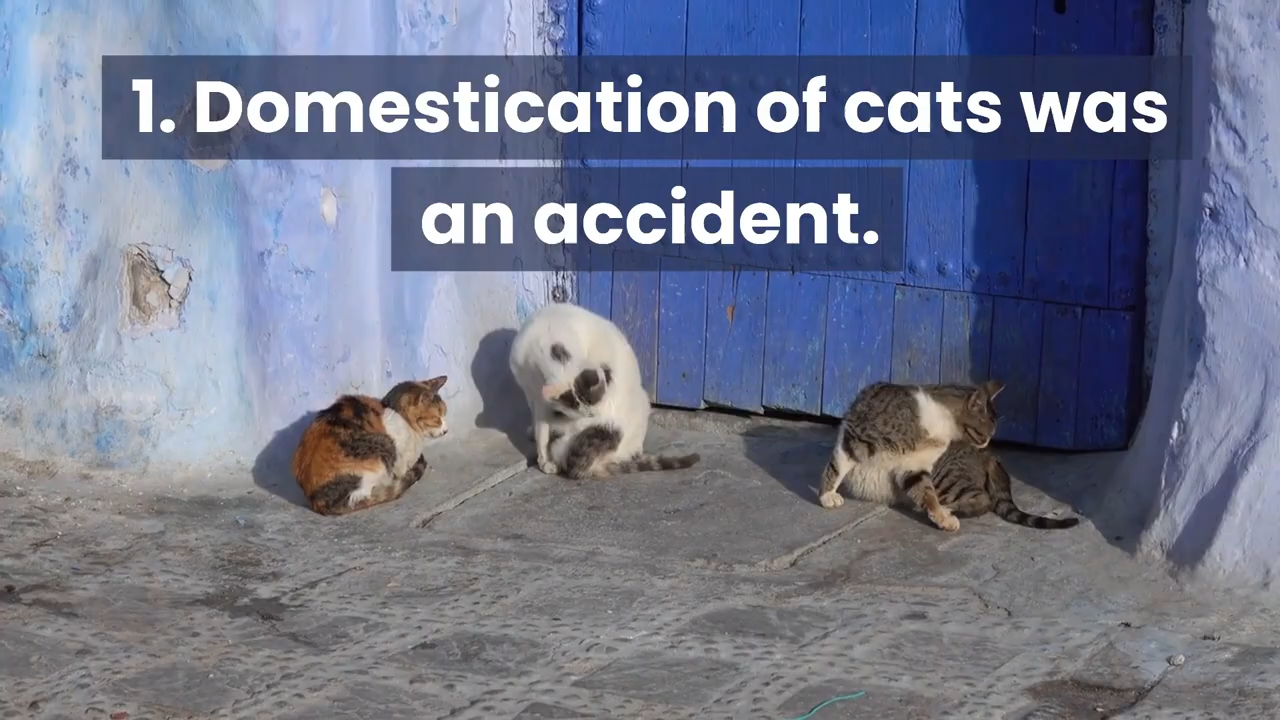 1. Domestication of cats was
an accident.